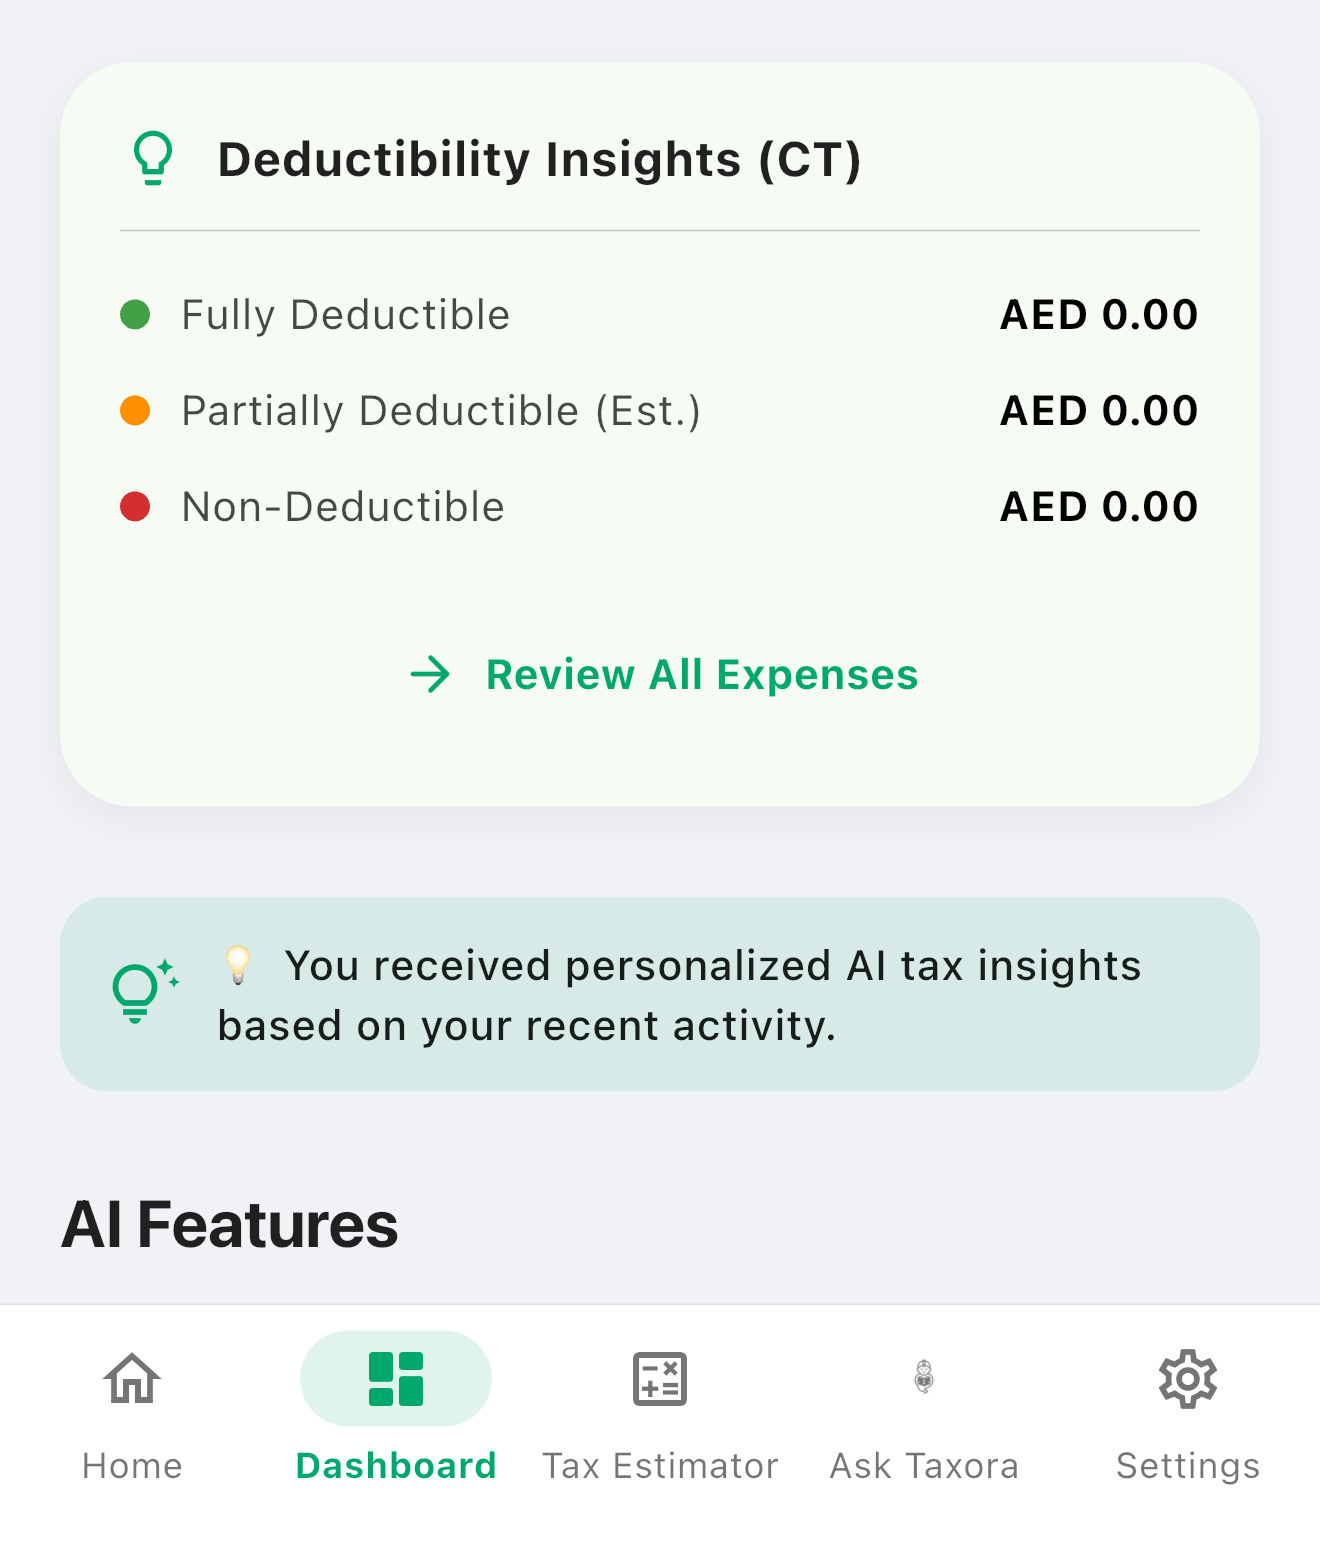 Deductibility Insights (CT)
Fully Deductible AED 0.00
Partially Deductible (Est.) AED 0.00
Non-Deductible AED 0.00
→ Review All Expenses
💡 You received personalized AI tax insights
based on your recent activity.
AI Features
Home Dashboard Tax Estimator Ask Taxora Settings